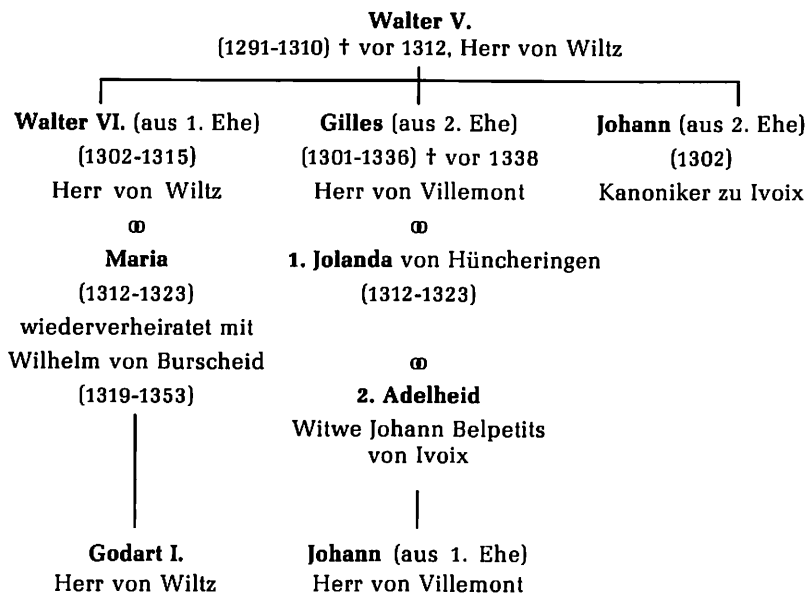 Walter V.
(1291-1310) † vor 1312, Herr von Wiltz
Walter VI. (aus 1. Ehe)
(1302-1315)
Herr von Wiltz
⚭
Maria
(1312-1323)
wiederverheiratet mit
Wilhelm von Burscheid
(1319-1353)
Godart I.
Herr von Wiltz
Gilles (aus 2. Ehe)
(1301-1336) † vor 1338
Herr von Villemont
⚭
1. Jolanda von Hüncheringen
(1312-1323)
⚭
2. Adelheid
Witwe Johann Belpetits
von Ivoix
Johann (aus 1. Ehe)
Herr von Villemont
Johann (aus 2. Ehe)
(1302)
Kanoniker zu Ivoix